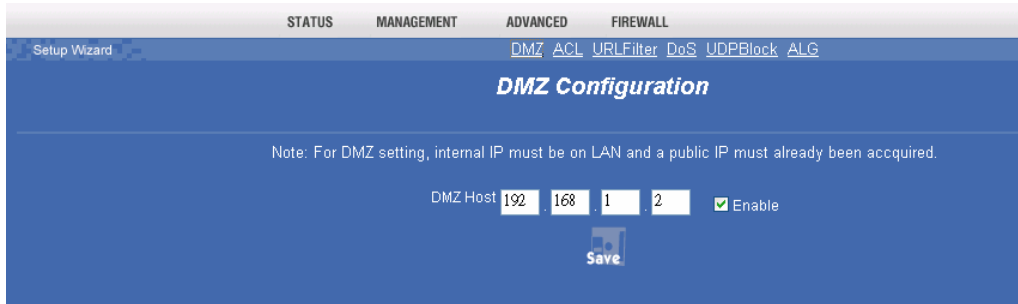 STATUS MANAGEMENT ADVANCED FIREWALL
Setup Wizard DMZ ACL URLFilter DoS UDPBlock ALG
DMZ Configuration
Note: For DMZ setting, internal IP must be on LAN and a public IP must already been accquired.
DMZ Host 192 . 168 . 1 . 2 Enable
Save